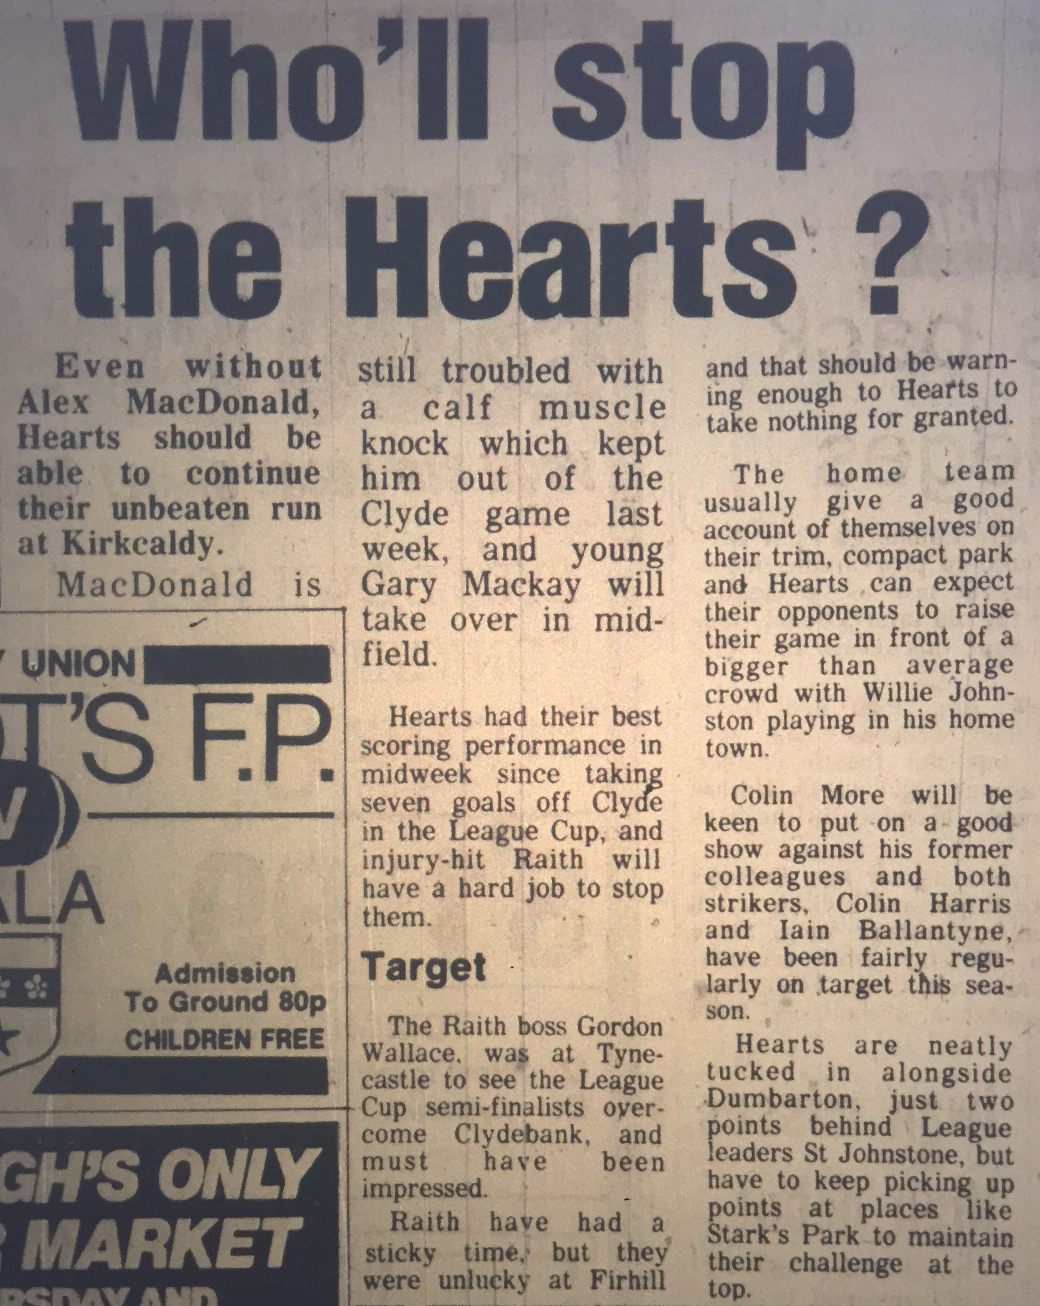 Who'll stop
the Hearts ?
Even without
Alex MacDonald,
Hearts should be
able to continue
their unbeaten run
at Kirkcaldy.
MacDonald is
still troubled with
a calf muscle
knock which kept
him out of the
Clyde game last
week, and young
Gary Mackay will
take over in mid-
field.
Hearts had their best
scoring performance in
midweek since taking
seven goals off Clyde
in the League Cup, and
injury-hit Raith will
have a hard job to stop
them.
Target
The Raith boss Gordon
Wallace, was at Tyne-
castle to see the League
Cup semi-finalists over-
come Clydebank, and
must have been
impressed.
Raith have had a
sticky time, but they
were unlucky at Firhill
and that should be warn-
ing enough to Hearts to
take nothing for granted.
The home team
usually give a good
account of themselves on
their trim, compact park
and Hearts can expect
their opponents to raise
their game in front of a
bigger than average
crowd with Willie John-
ston playing in his home
town.
Colin More will be
keen to put on a good
show against his former
colleagues and both
strikers, Colin Harris
and Iain Ballantyne,
have been fairly regu-
larly on target this sea-
son.
Hearts are neatly
tucked in alongside
Dumbarton, just two
points behind League
leaders St Johnstone, but
have to keep picking up
points at places like
Stark's Park to maintain
their challenge at the
top.
UNION
T'S F.P.
V
ALA
Admission
To Ground 80p
CHILDREN FREE
GH'S ONLY
MARKET
RSDAY AND